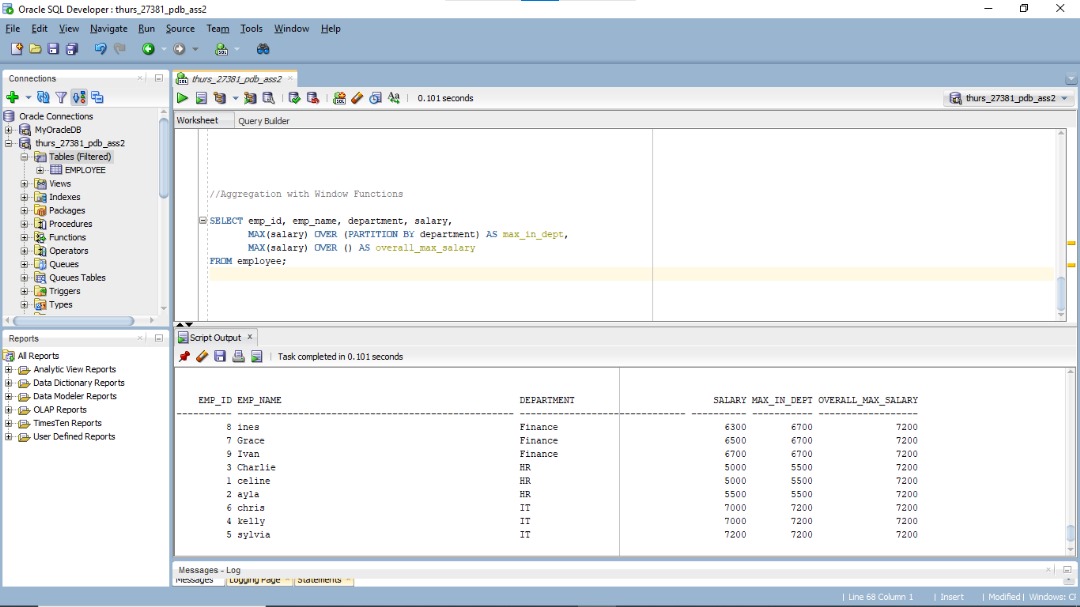 Oracle SQL Developer : thurs_27381_pdb_ass2
File Edit View Navigate Run Source Team Tools Window Help
Connections
Oracle Connections
MyOracleDB
thurs_27381_pdb_ass2
Tables (Filtered)
EMPLOYEE
Views
Indexes
Packages
Procedures
Functions
Operators
Queues
Queues Tables
Triggers
Types
Reports
All Reports
Analytic View Reports
Data Dictionary Reports
Data Modeler Reports
OLAP Reports
TimesTen Reports
User Defined Reports
thurs_27381_pdb_ass2
0.101 seconds
thurs_27381_pdb_ass2
Worksheet Query Builder
//Aggregation with Window Functions
SELECT emp_id, emp_name, department, salary,
MAX(salary) OVER (PARTITION BY department) AS max_in_dept,
MAX(salary) OVER () AS overall_max_salary
FROM employee;
Script Output
Task completed in 0.101 seconds
EMP_ID EMP_NAME DEPARTMENT SALARY MAX_IN_DEPT OVERALL_MAX_SALARY
8 ines Finance 6300 6700 7200
7 Grace Finance 6500 6700 7200
9 Ivan Finance 6700 6700 7200
3 Charlie HR 5000 5500 7200
1 celine HR 5000 5500 7200
2 ayla HR 5500 5500 7200
6 chris IT 7000 7200 7200
4 kelly IT 7000 7200 7200
5 sylvia IT 7200 7200 7200
Messages - Log
Messages Logging Page Statements
Line 68 Column 1 | Insert | Modified | Windows: C